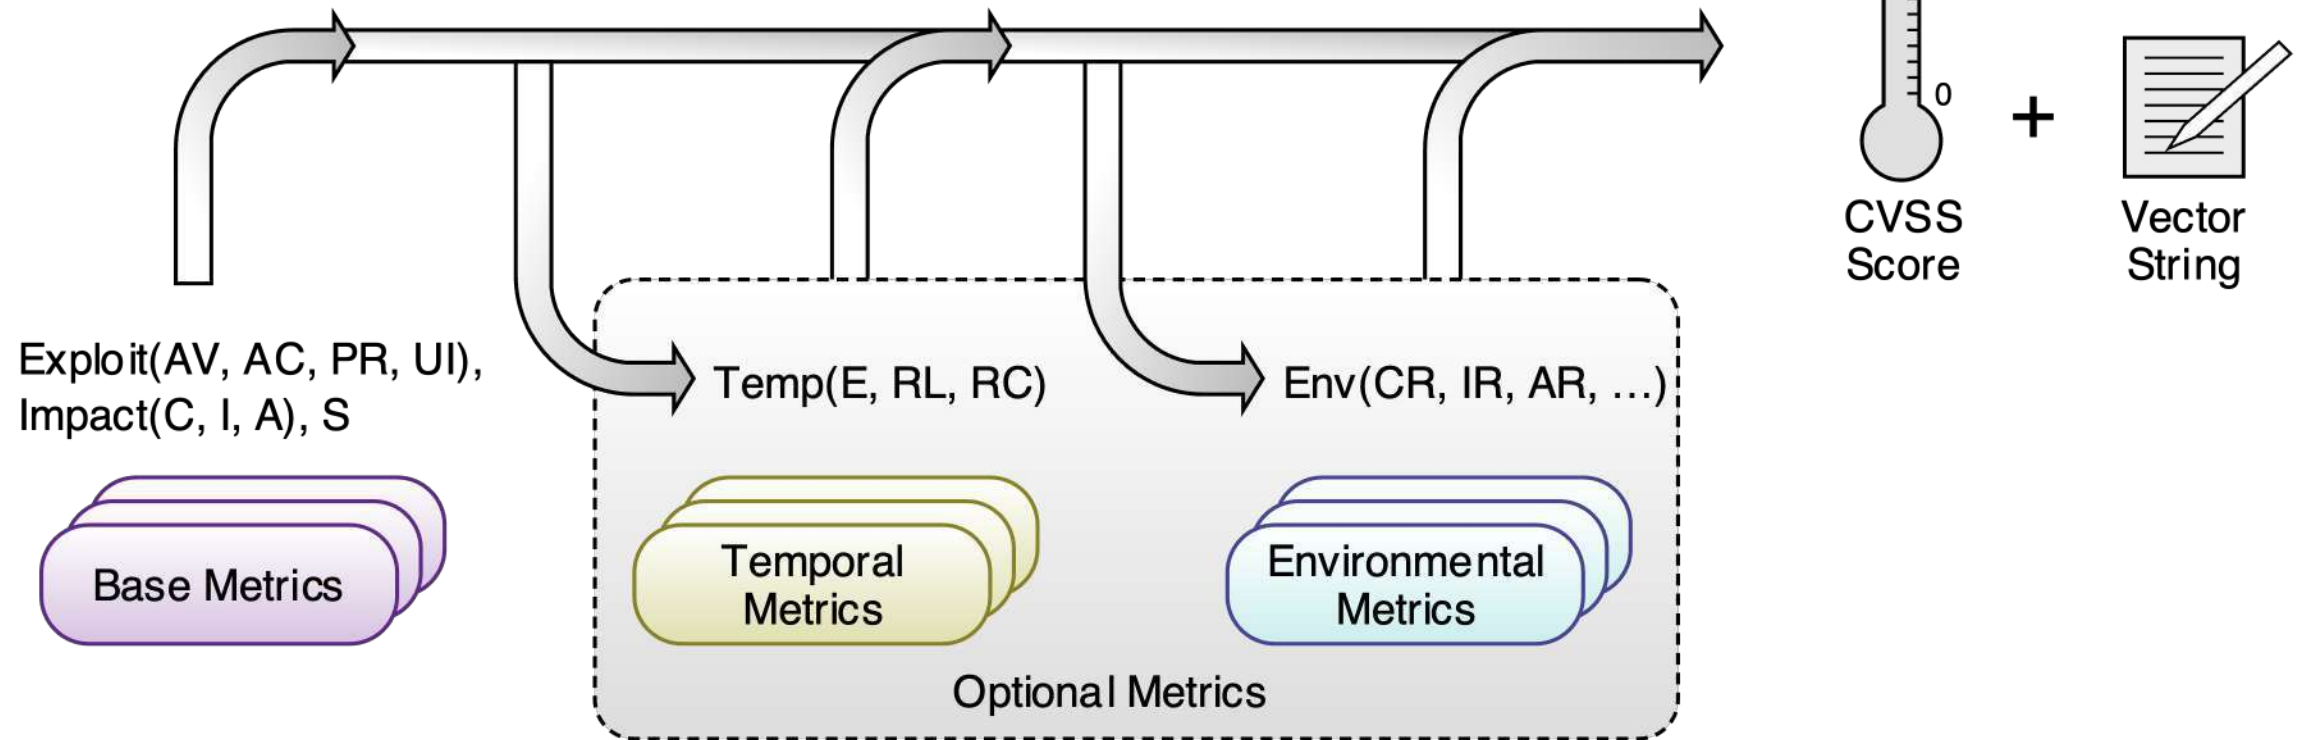 0
+
CVSS
Score
Vector
String
Exploit(AV, AC, PR, UI),
Impact(C, I, A), S
Temp(E, RL, RC)
Env(CR, IR, AR, …)
Base Metrics
Temporal
Metrics
Environmental
Metrics
Optional Metrics